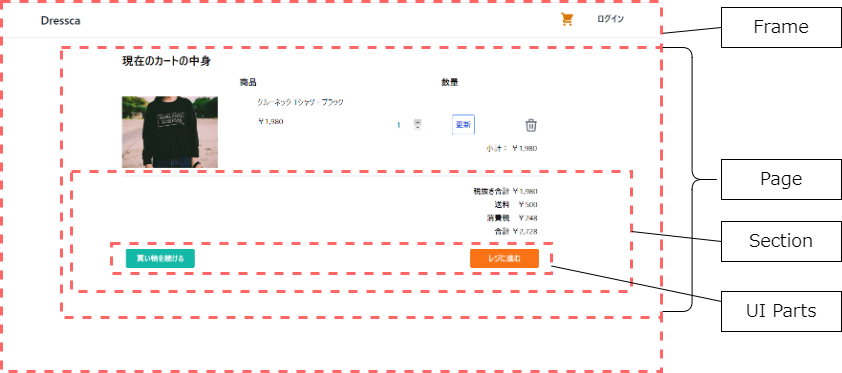 Dressca
ログイン
Frame
現在のカートの中身
商品
数量
クルーネック Tシャツ - ブラック
￥1,980
1
更新
小計： ￥1,980
Page
税抜き合計 ￥1,980
送料 ￥500
消費税 ￥248
合計 ￥2,728
Section
買い物を続ける
レジに進む
UI Parts